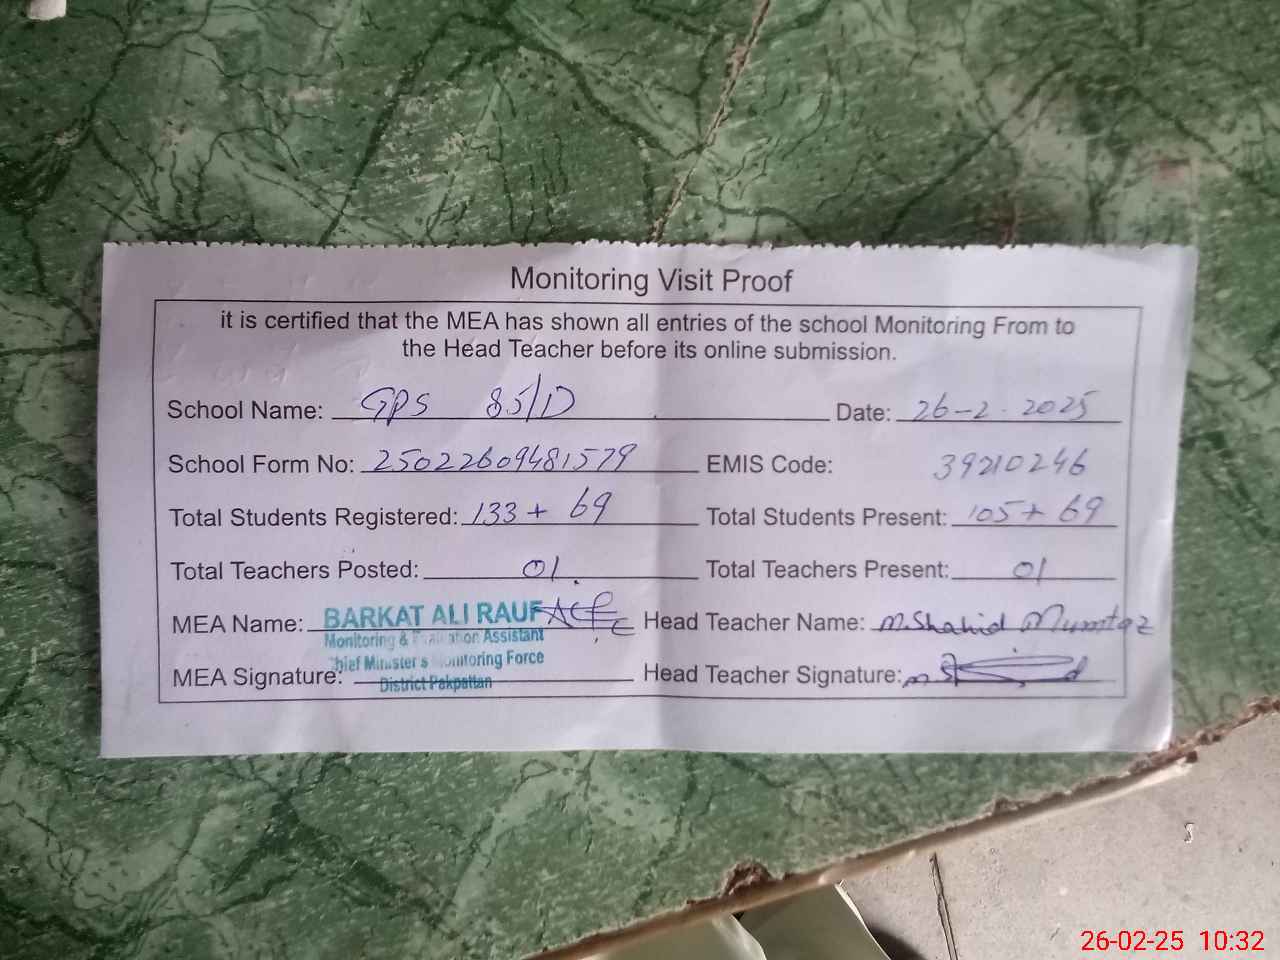 Monitoring Visit Proof
it is certified that the MEA has shown all entries of the school Monitoring From to
the Head Teacher before its online submission.
School Name: GPS 85/D Date: 26-2.2025
School Form No: 25022609481579 EMIS Code: 39210246
Total Students Registered: 133 + 69 Total Students Present: 105 + 69
Total Teachers Posted: 01. Total Teachers Present: 01
MEA Name: BARKAT ALI RAUF Head Teacher Name: M.Shahid Mumtaz
Monitoring & Evaluation Assistant
Chief Minister's Monitoring Force
MEA Signature: District Pakpattan Head Teacher Signature:
26-02-25 10:32